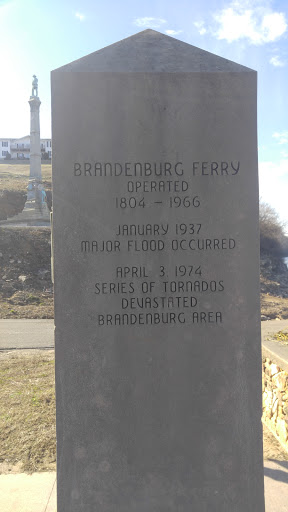 BRANDENBURG FERRY
OPERATED
1804 – 1966
JANUARY 1937
MAJOR FLOOD OCCURRED
APRIL 3, 1974
SERIES OF TORNADOS
DEVASTATED
BRANDENBURG AREA